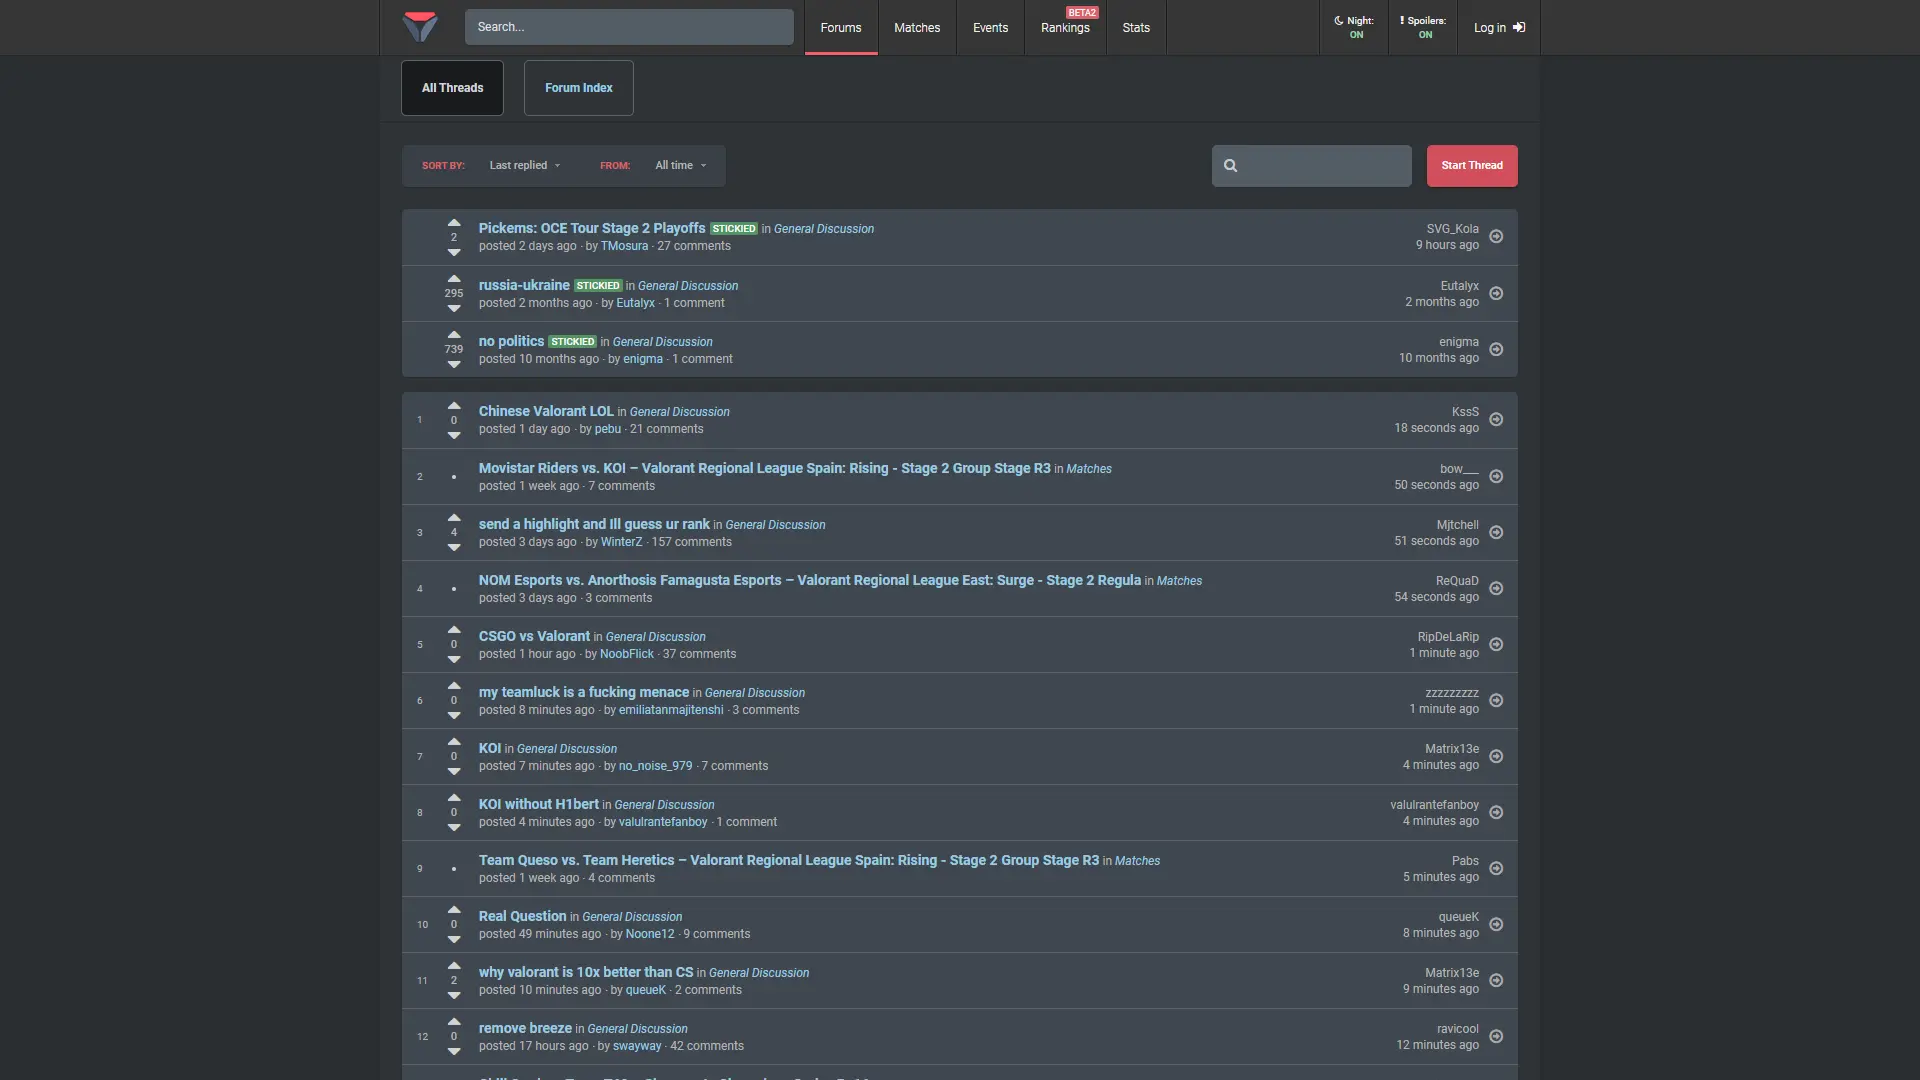 Search...
Forums
Matches
Events
BETA2
Rankings
Stats
Night:
ON
Spoilers:
ON
Log in
All Threads
Forum Index
SORT BY: Last replied FROM: All time
Start Thread
Pickems: OCE Tour Stage 2 Playoffs STICKIED in General Discussion
posted 2 days ago · by TMosura · 27 comments
2
SVG_Kola
9 hours ago
russia-ukraine STICKIED in General Discussion
posted 2 months ago · by Eutalyx · 1 comment
295
Eutalyx
2 months ago
no politics STICKIED in General Discussion
posted 10 months ago · by enigma · 1 comment
739
enigma
10 months ago
1
0
Chinese Valorant LOL in General Discussion
posted 1 day ago · by pebu · 21 comments
KssS
18 seconds ago
2
Movistar Riders vs. KOI – Valorant Regional League Spain: Rising - Stage 2 Group Stage R3 in Matches
posted 1 week ago · 7 comments
bow___
50 seconds ago
3
4
send a highlight and Ill guess ur rank in General Discussion
posted 3 days ago · by WinterZ · 157 comments
Mjtchell
51 seconds ago
4
NOM Esports vs. Anorthosis Famagusta Esports – Valorant Regional League East: Surge - Stage 2 Regula in Matches
posted 3 days ago · 3 comments
ReQuaD
54 seconds ago
5
0
CSGO vs Valorant in General Discussion
posted 1 hour ago · by NoobFlick · 37 comments
RipDeLaRip
1 minute ago
6
0
my teamluck is a fucking menace in General Discussion
posted 8 minutes ago · by emiliatanmajitenshi · 3 comments
zzzzzzzzz
1 minute ago
7
0
KOI in General Discussion
posted 7 minutes ago · by no_noise_979 · 7 comments
Matrix13e
4 minutes ago
8
0
KOI without H1bert in General Discussion
posted 4 minutes ago · by valulrantefanboy · 1 comment
valulrantefanboy
4 minutes ago
9
Team Queso vs. Team Heretics – Valorant Regional League Spain: Rising - Stage 2 Group Stage R3 in Matches
posted 1 week ago · 4 comments
Pabs
5 minutes ago
10
0
Real Question in General Discussion
posted 49 minutes ago · by Noone12 · 9 comments
queueK
8 minutes ago
11
2
why valorant is 10x better than CS in General Discussion
posted 10 minutes ago · by queueK · 2 comments
Matrix13e
9 minutes ago
12
0
remove breeze in General Discussion
posted 17 hours ago · by swayway · 42 comments
ravicool
12 minutes ago